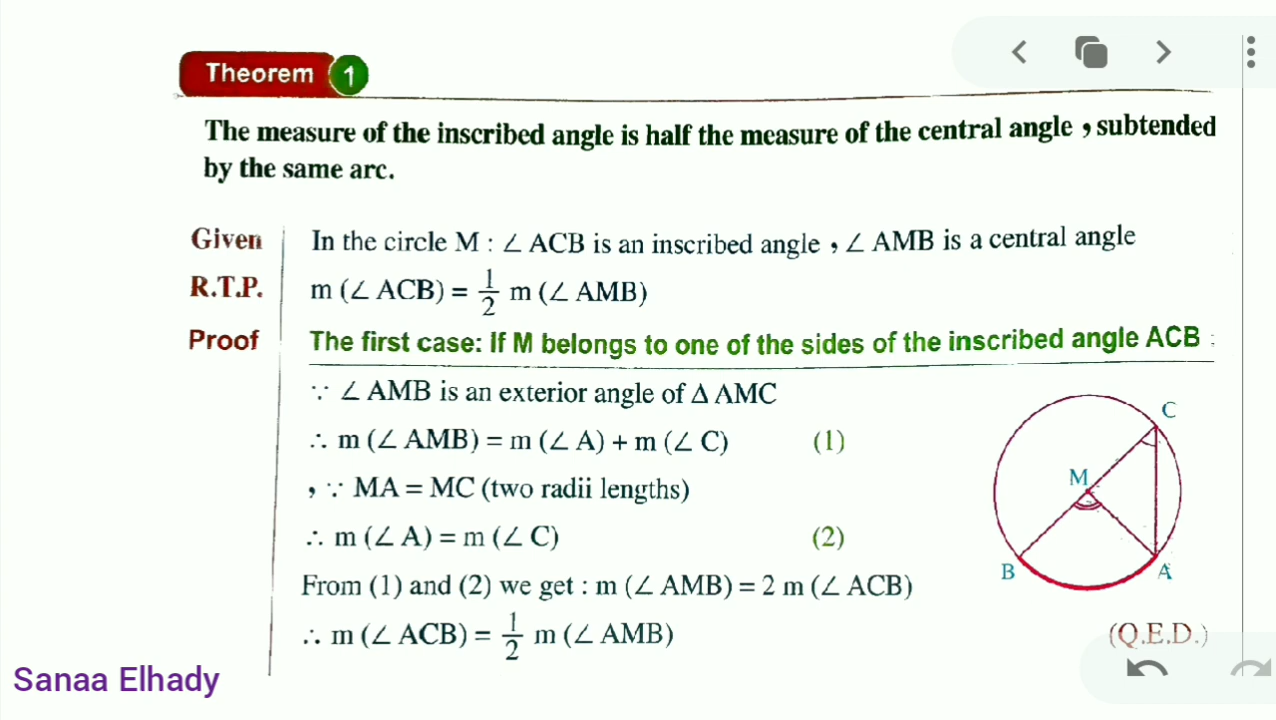 Theorem 1
The measure of the inscribed angle is half the measure of the central angle , subtended
by the same arc.
Given In the circle M : ∠ ACB is an inscribed angle , ∠ AMB is a central angle
R.T.P. m (∠ ACB) = 1/2 m (∠ AMB)
Proof The first case: If M belongs to one of the sides of the inscribed angle ACB :
∵ ∠ AMB is an exterior angle of Δ AMC
∴ m (∠ AMB) = m (∠ A) + m (∠ C) (1)
, ∵ MA = MC (two radii lengths)
∴ m (∠ A) = m (∠ C) (2)
From (1) and (2) we get : m (∠ AMB) = 2 m (∠ ACB)
∴ m (∠ ACB) = 1/2 m (∠ AMB) (Q.E.D.)
C
M
B
A
Sanaa Elhady